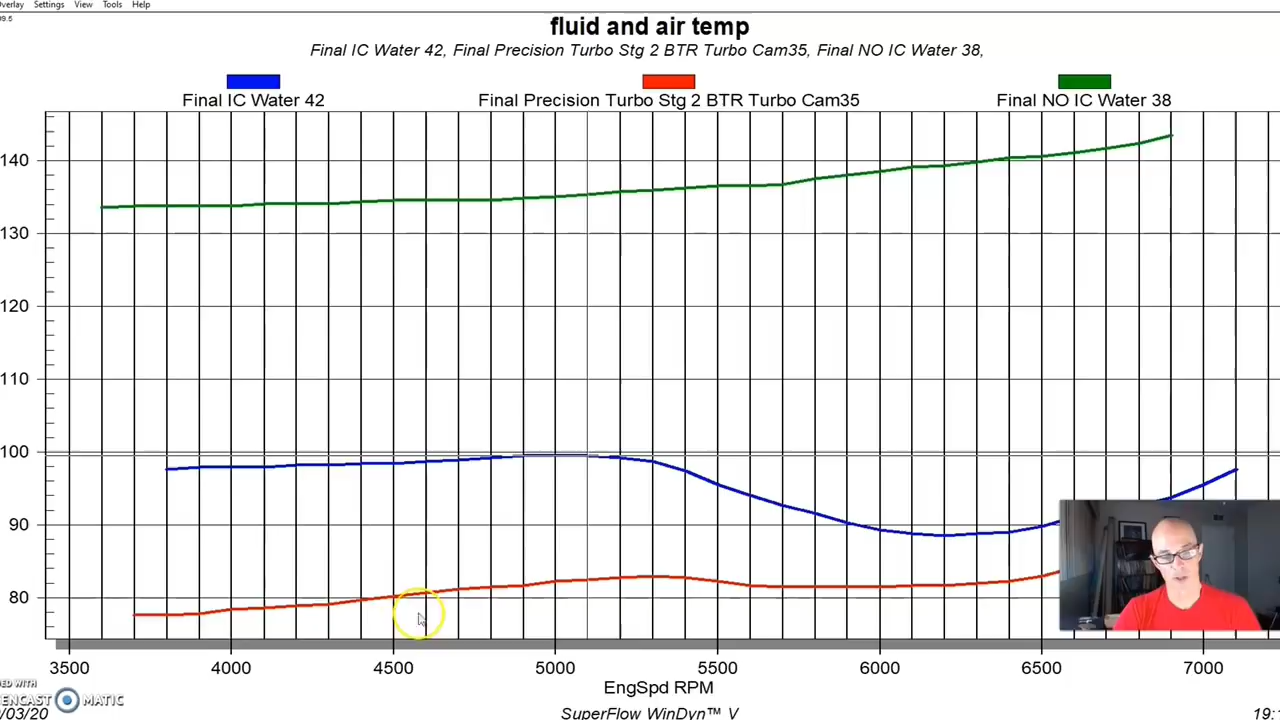 Settings View Tools Help
fluid and air temp
Final IC Water 42, Final Precision Turbo Stg 2 BTR Turbo Cam35, Final NO IC Water 38,
Final IC Water 42 Final Precision Turbo Stg 2 BTR Turbo Cam35 Final NO IC Water 38
140
130
120
110
100
90
80
3500 4000 4500 5000 5500 6000 6500 7000
EngSpd RPM
MATIC
/03/20 SuperFlow WinDyn™ V